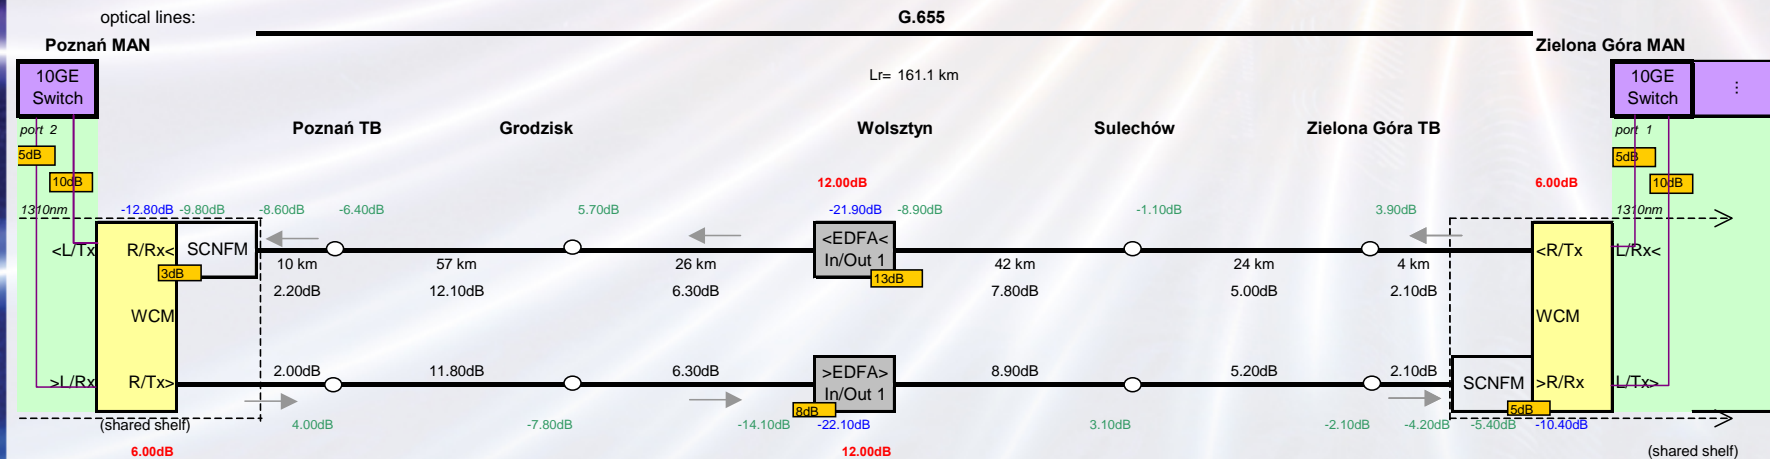 optical lines:
G.655
Poznań MAN
Zielona Góra MAN
10GE Switch
Lr= 161.1 km
10GE Switch
...
port 2
Poznań TB
Grodzisk
Wolsztyn
Sulechów
Zielona Góra TB
port 1
5dB
5dB
10dB
12.00dB
6.00dB
10dB
1310nm
-12.80dB
-9.80dB
-8.60dB
-6.40dB
5.70dB
-21.90dB
-8.90dB
-1.10dB
3.90dB
1310nm
<L/Tx
R/Rx<
SCNFM
<EDFA<
In/Out 1
<R/Tx
L/Rx<
3dB
10 km
57 km
26 km
13dB
42 km
24 km
4 km
2.20dB
12.10dB
6.30dB
7.80dB
5.00dB
2.10dB
WCM
WCM
>L/Rx
R/Tx>
2.00dB
11.80dB
6.30dB
>EDFA>
In/Out 1
8.90dB
5.20dB
2.10dB
SCNFM
>R/Rx
L/Tx>
8dB
5dB
(shared shelf)
4.00dB
-7.80dB
-14.10dB
-22.10dB
3.10dB
-2.10dB
-4.20dB
-5.40dB
-10.40dB
6.00dB
12.00dB
(shared shelf)